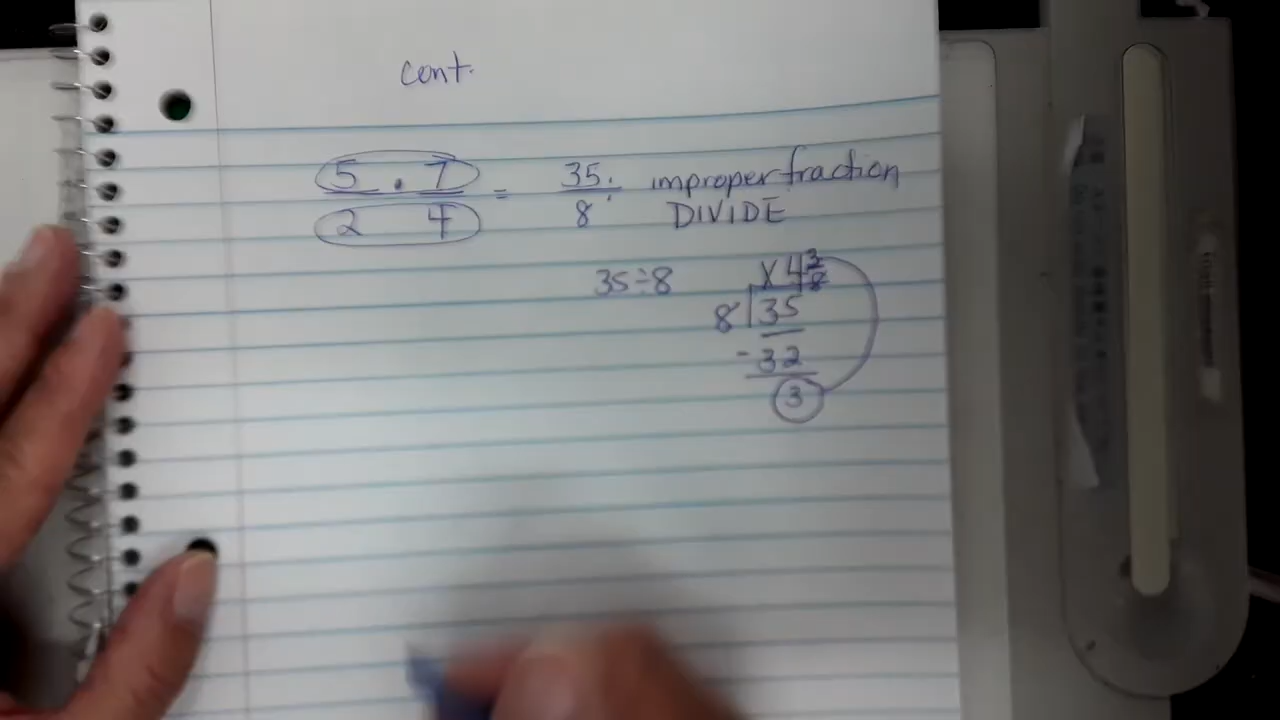 cont.
5 . 7 = 35 improper fraction
2 4 8 DIVIDE
35÷8 x 4 3/8
8 35
- 32
3